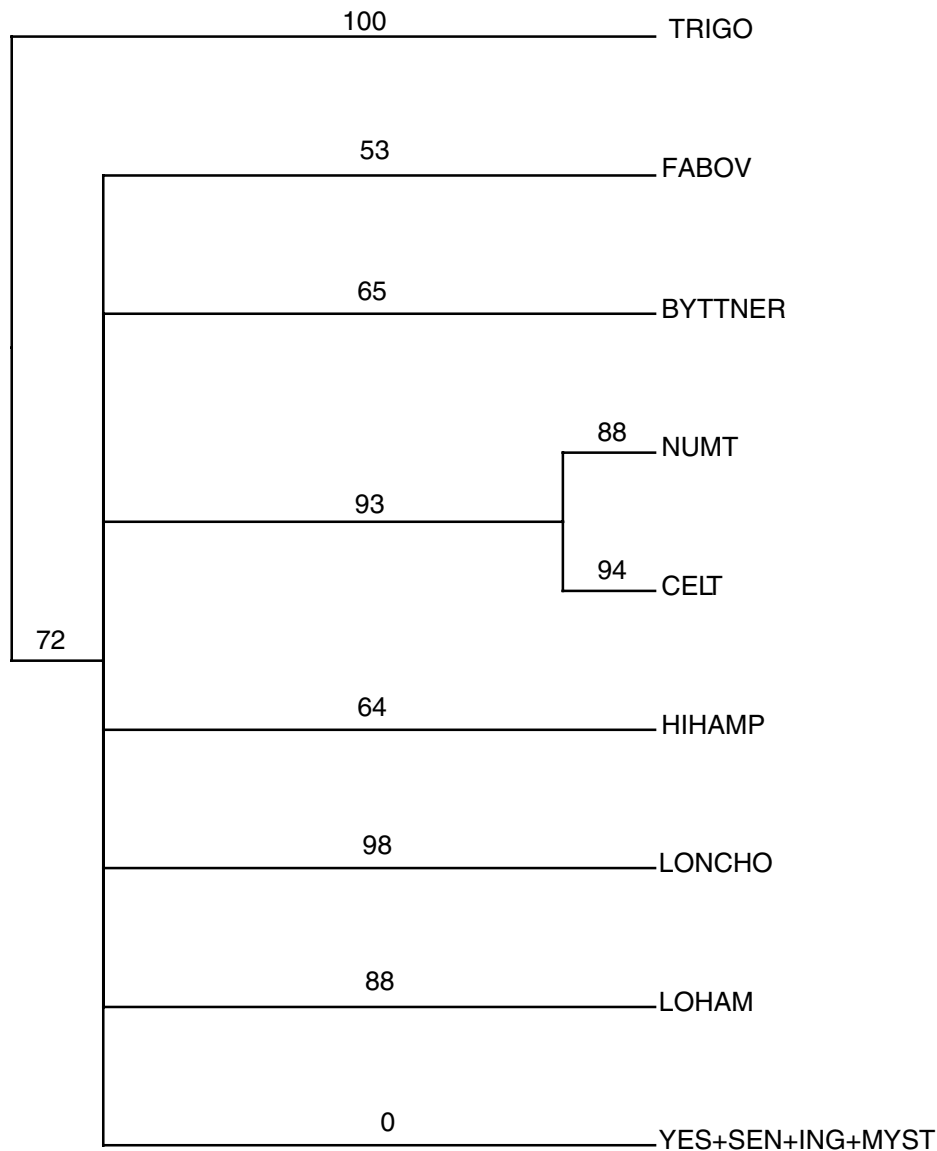 100
TRIGO
53
FABOV
65
BYTTNER
88
NUMT
93
94
CELT
72
64
HIHAMP
98
LONCHO
88
LOHAM
0
YES+SEN+ING+MYST